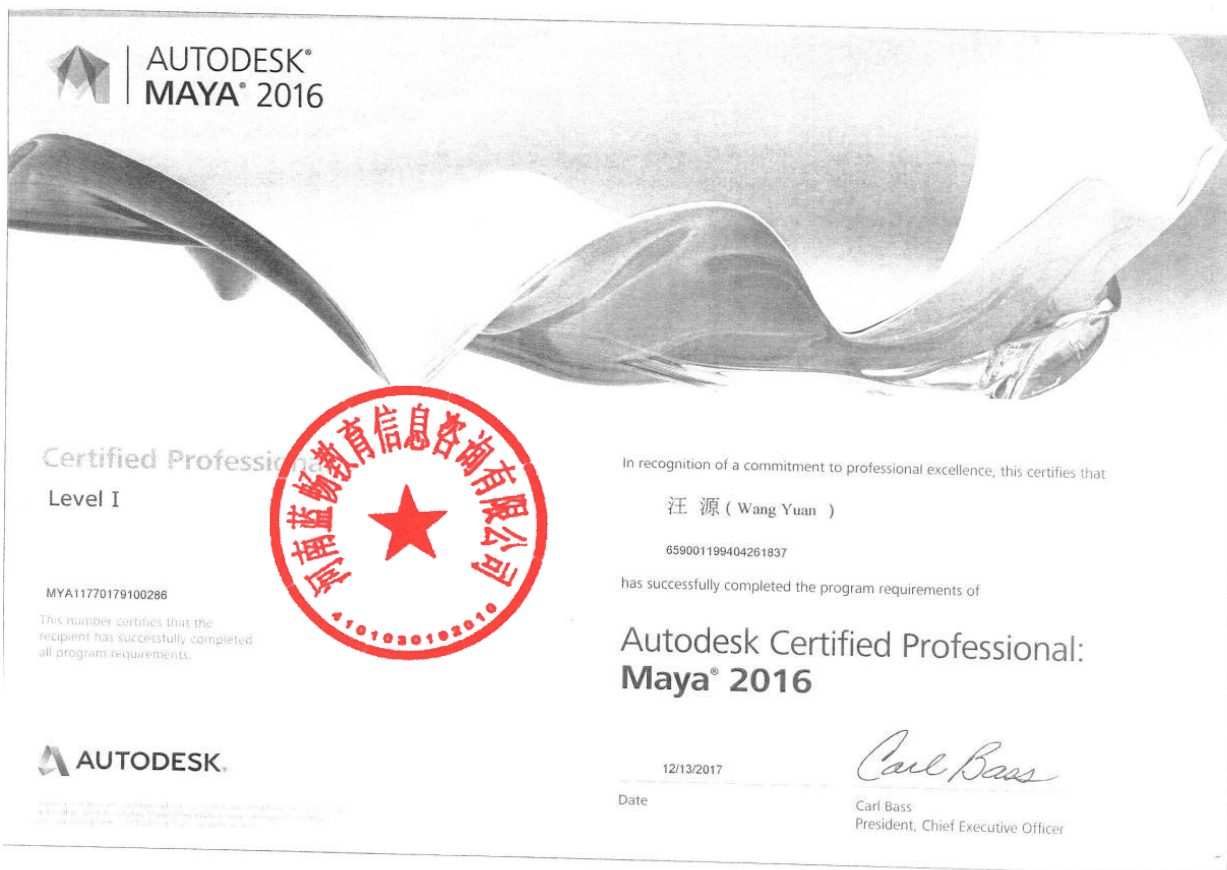 AUTODESK®
MAYA® 2016
Certified Professional
Level I
MYA11770179100286
This number certifies that the
recipient has successfully completed
all program requirements.
AUTODESK®
河南蓝畅教育信息咨询有限公司
4101030192010
In recognition of a commitment to professional excellence, this certifies that
汪 源 ( Wang Yuan )
659001199404261837
has successfully completed the program requirements of
Autodesk Certified Professional:
Maya® 2016
12/13/2017
Date
Carl Bass
Carl Bass
President, Chief Executive Officer